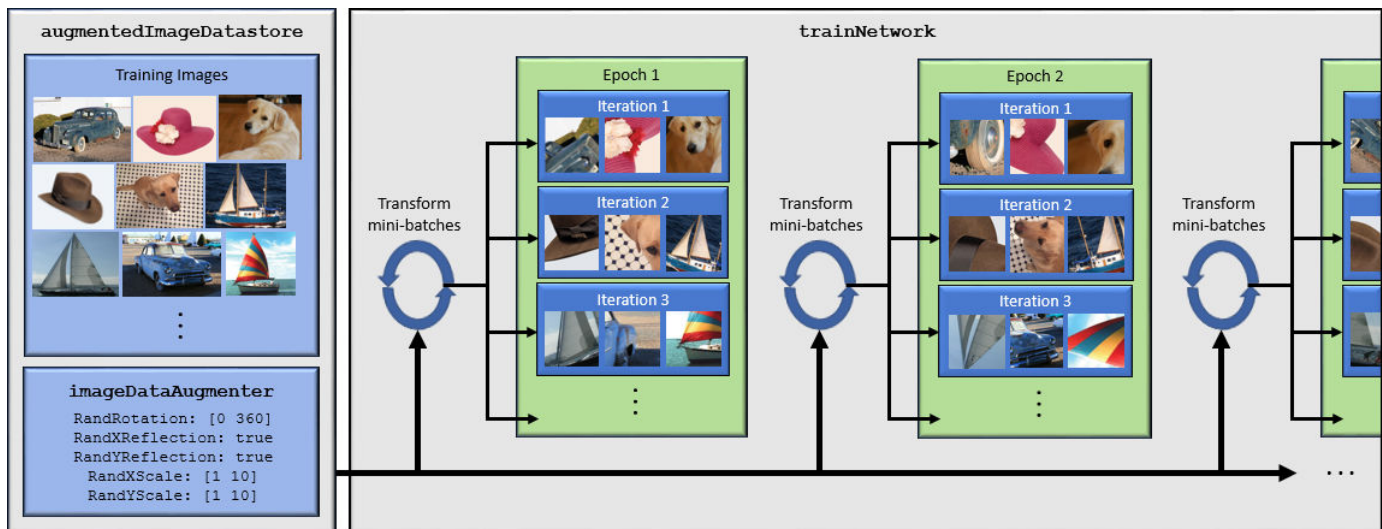 augmentedImageDatastore
Training Images
imageDataAugmenter
RandRotation: [0 360]
RandXReflection: true
RandYReflection: true
RandXScale: [1 10]
RandYScale: [1 10]
trainNetwork
Transform
mini-batches
Epoch 1
Iteration 1
Iteration 2
Iteration 3
Transform
mini-batches
Epoch 2
Iteration 1
Iteration 2
Iteration 3
Transform
mini-batches